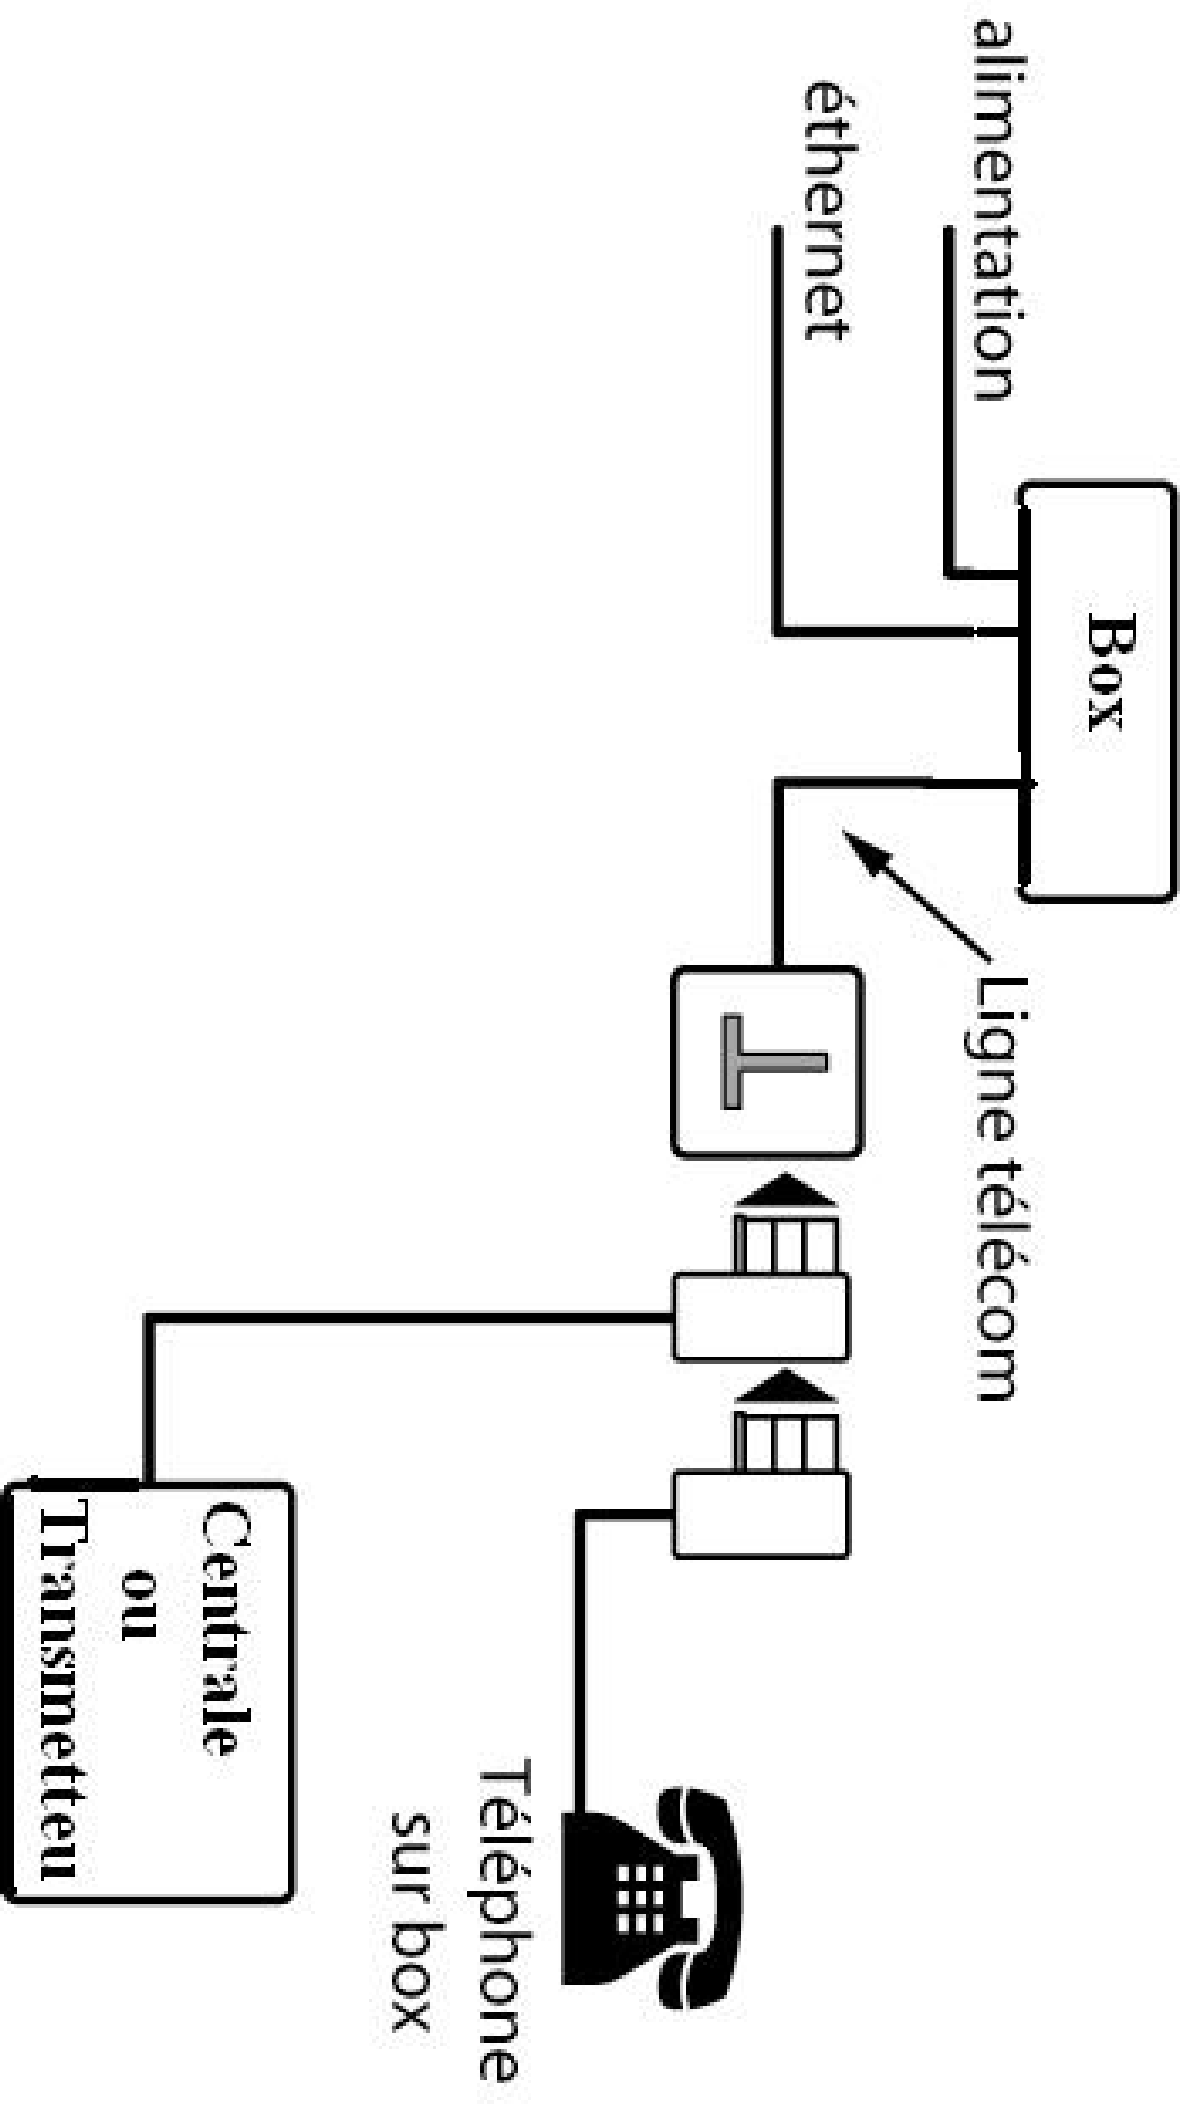 alimentation
éthernet
Box
Ligne télécom
T
Centrale
ou
Transmetteu
Téléphone
sur box